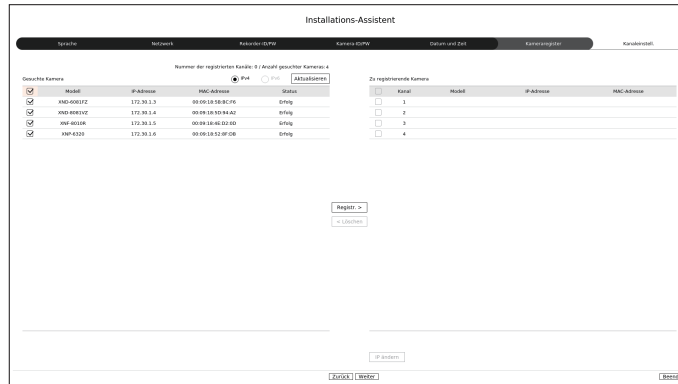 Installations-Assistent
Sprache Netzwerk Rekorder-ID/PW Kamera-ID/PW Datum und Zeit Kameraregister Kanaleinstell.
Nummer der registrierten Kanäle: 0 / Anzahl gesuchter Kameras: 4
Gesuchte Kamera IPv4 IPv6 Aktualisieren Zu registrierende Kamera
Modell IP-Adresse MAC-Adresse Status Kanal Modell IP-Adresse MAC-Adresse
XND-6081FZ 172.30.1.3 00:09:18:5B:BC:F6 Erfolg 1
XND-8081VZ 172.30.1.4 00:09:18:5D:94:A2 Erfolg 2
XNF-8010R 172.30.1.5 00:09:18:4E:D2:0D Erfolg 3
XNP-6320 172.30.1.6 00:09:18:52:8F:DB Erfolg 4
Registr. >
< Löschen
IP ändern
Zurück Weiter